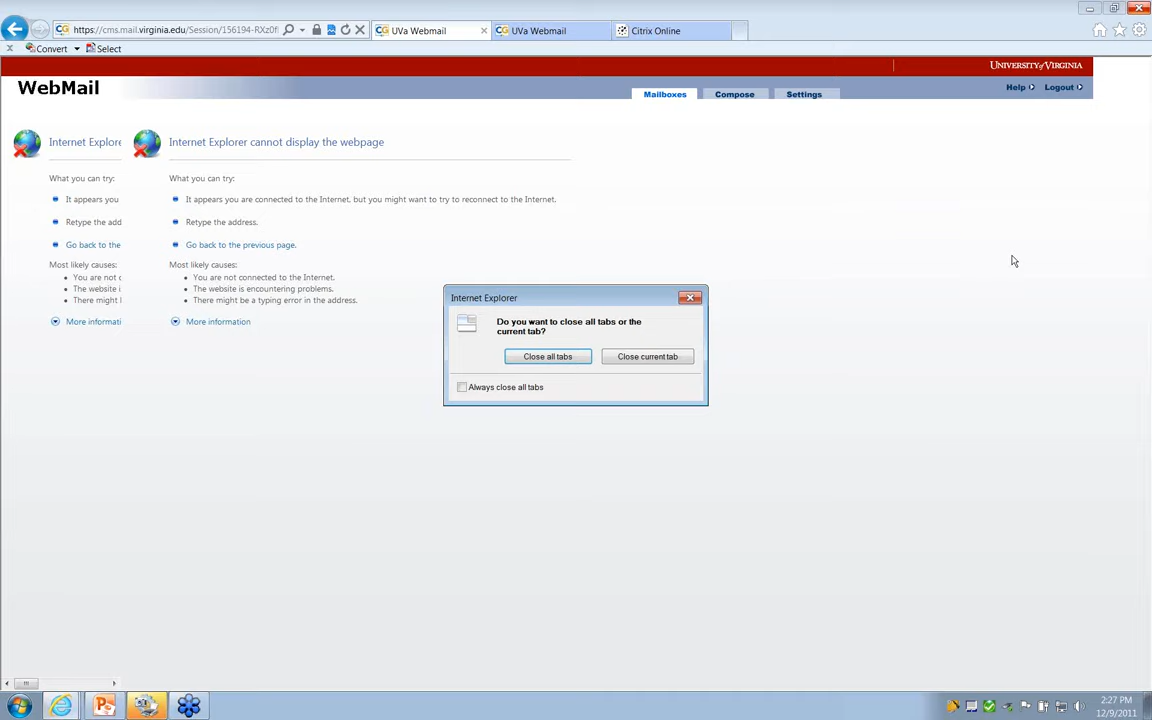 https://cms.mail.virginia.edu/Session/156194-RXz0fl
UVa Webmail
UVa Webmail
Citrix Online
Convert
Select
UNIVERSITY of VIRGINIA
WebMail
Mailboxes
Compose
Settings
Help
Logout
Internet Explore
Internet Explorer cannot display the webpage
What you can try:
What you can try:
It appears you
It appears you are connected to the Internet, but you might want to try to reconnect to the Internet.
Retype the add
Retype the address.
Go back to the
Go back to the previous page.
Most likely causes:
Most likely causes:
You are not c
You are not connected to the Internet.
The website i
The website is encountering problems.
There might l
There might be a typing error in the address.
More informati
More information
Internet Explorer
Do you want to close all tabs or the
current tab?
Close all tabs
Close current tab
Always close all tabs
2:27 PM
12/9/2011